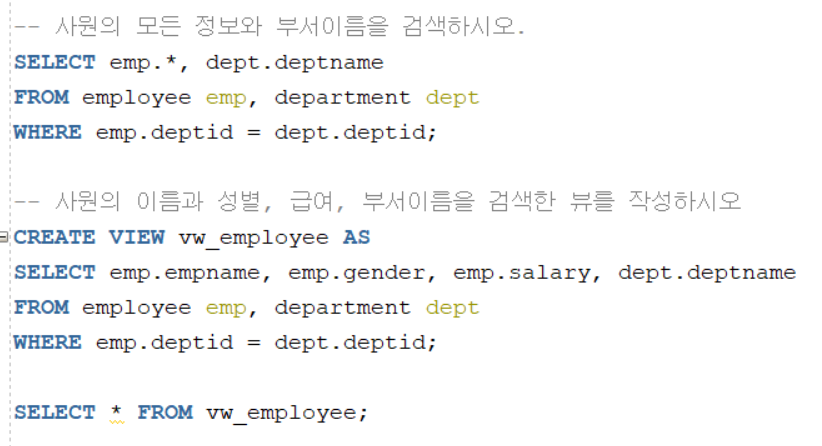 -- 사원의 모든 정보와 부서이름을 검색하시오.
SELECT emp.*, dept.deptname
FROM employee emp, department dept
WHERE emp.deptid = dept.deptid;
-- 사원의 이름과 성별, 급여, 부서이름을 검색한 뷰를 작성하시오
CREATE VIEW vw_employee AS
SELECT emp.empname, emp.gender, emp.salary, dept.deptname
FROM employee emp, department dept
WHERE emp.deptid = dept.deptid;
SELECT * FROM vw_employee;